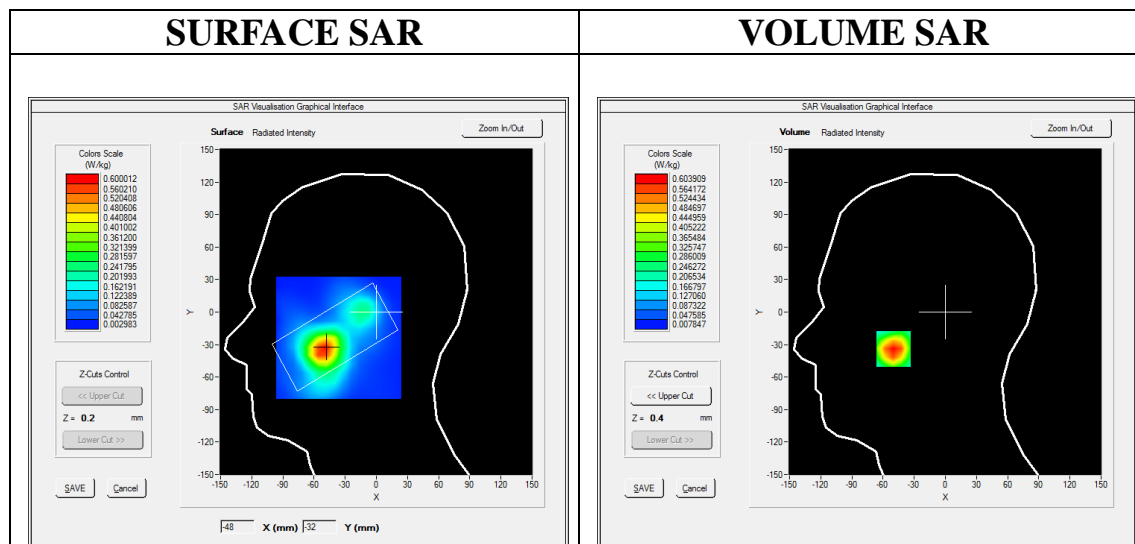 SURFACE SAR
VOLUME SAR
SAR Visualisation Graphical Interface
Surface Radiated Intensity
Zoom In/Out
Colors Scale
(W/kg)
0.600012
0.560210
0.520408
0.480606
0.440804
0.401002
0.361200
0.321399
0.281597
0.241795
0.201993
0.162191
0.122389
0.082587
0.042785
0.002983
Z-Cuts Control
<< Upper Cut
Z = 0.2 mm
Lower Cut >>
SAVE Cancel
150
120
90
60
30
0
-30
-60
-90
-120
-150
Y
-150 -120 -90 -60 -30 0 30 60 90 120 150
X
-48 X (mm) -32 Y (mm)
SAR Visualisation Graphical Interface
Volume Radiated Intensity
Zoom In/Out
Colors Scale
(W/kg)
0.603909
0.564172
0.524434
0.484697
0.444959
0.405222
0.365484
0.325747
0.286009
0.246272
0.206534
0.166797
0.127060
0.087322
0.047585
0.007847
Z-Cuts Control
<< Upper Cut
Z = 0.4 mm
Lower Cut >>
SAVE Cancel
150
120
90
60
30
0
-30
-60
-90
-120
-150
Y
-150 -120 -90 -60 -30 0 30 60 90 120 150
X